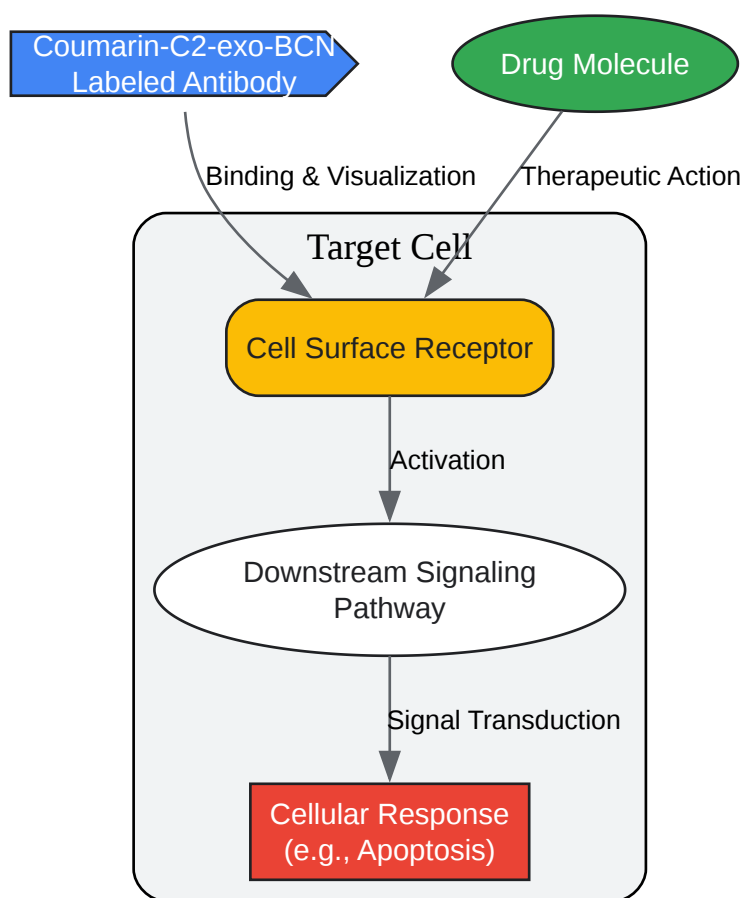 Coumarin-C2-exo-BCN
Labeled Antibody
Drug Molecule
Binding & Visualization
Therapeutic Action
Target Cell
Cell Surface Receptor
Activation
Downstream Signaling
Pathway
Signal Transduction
Cellular Response
(e.g., Apoptosis)